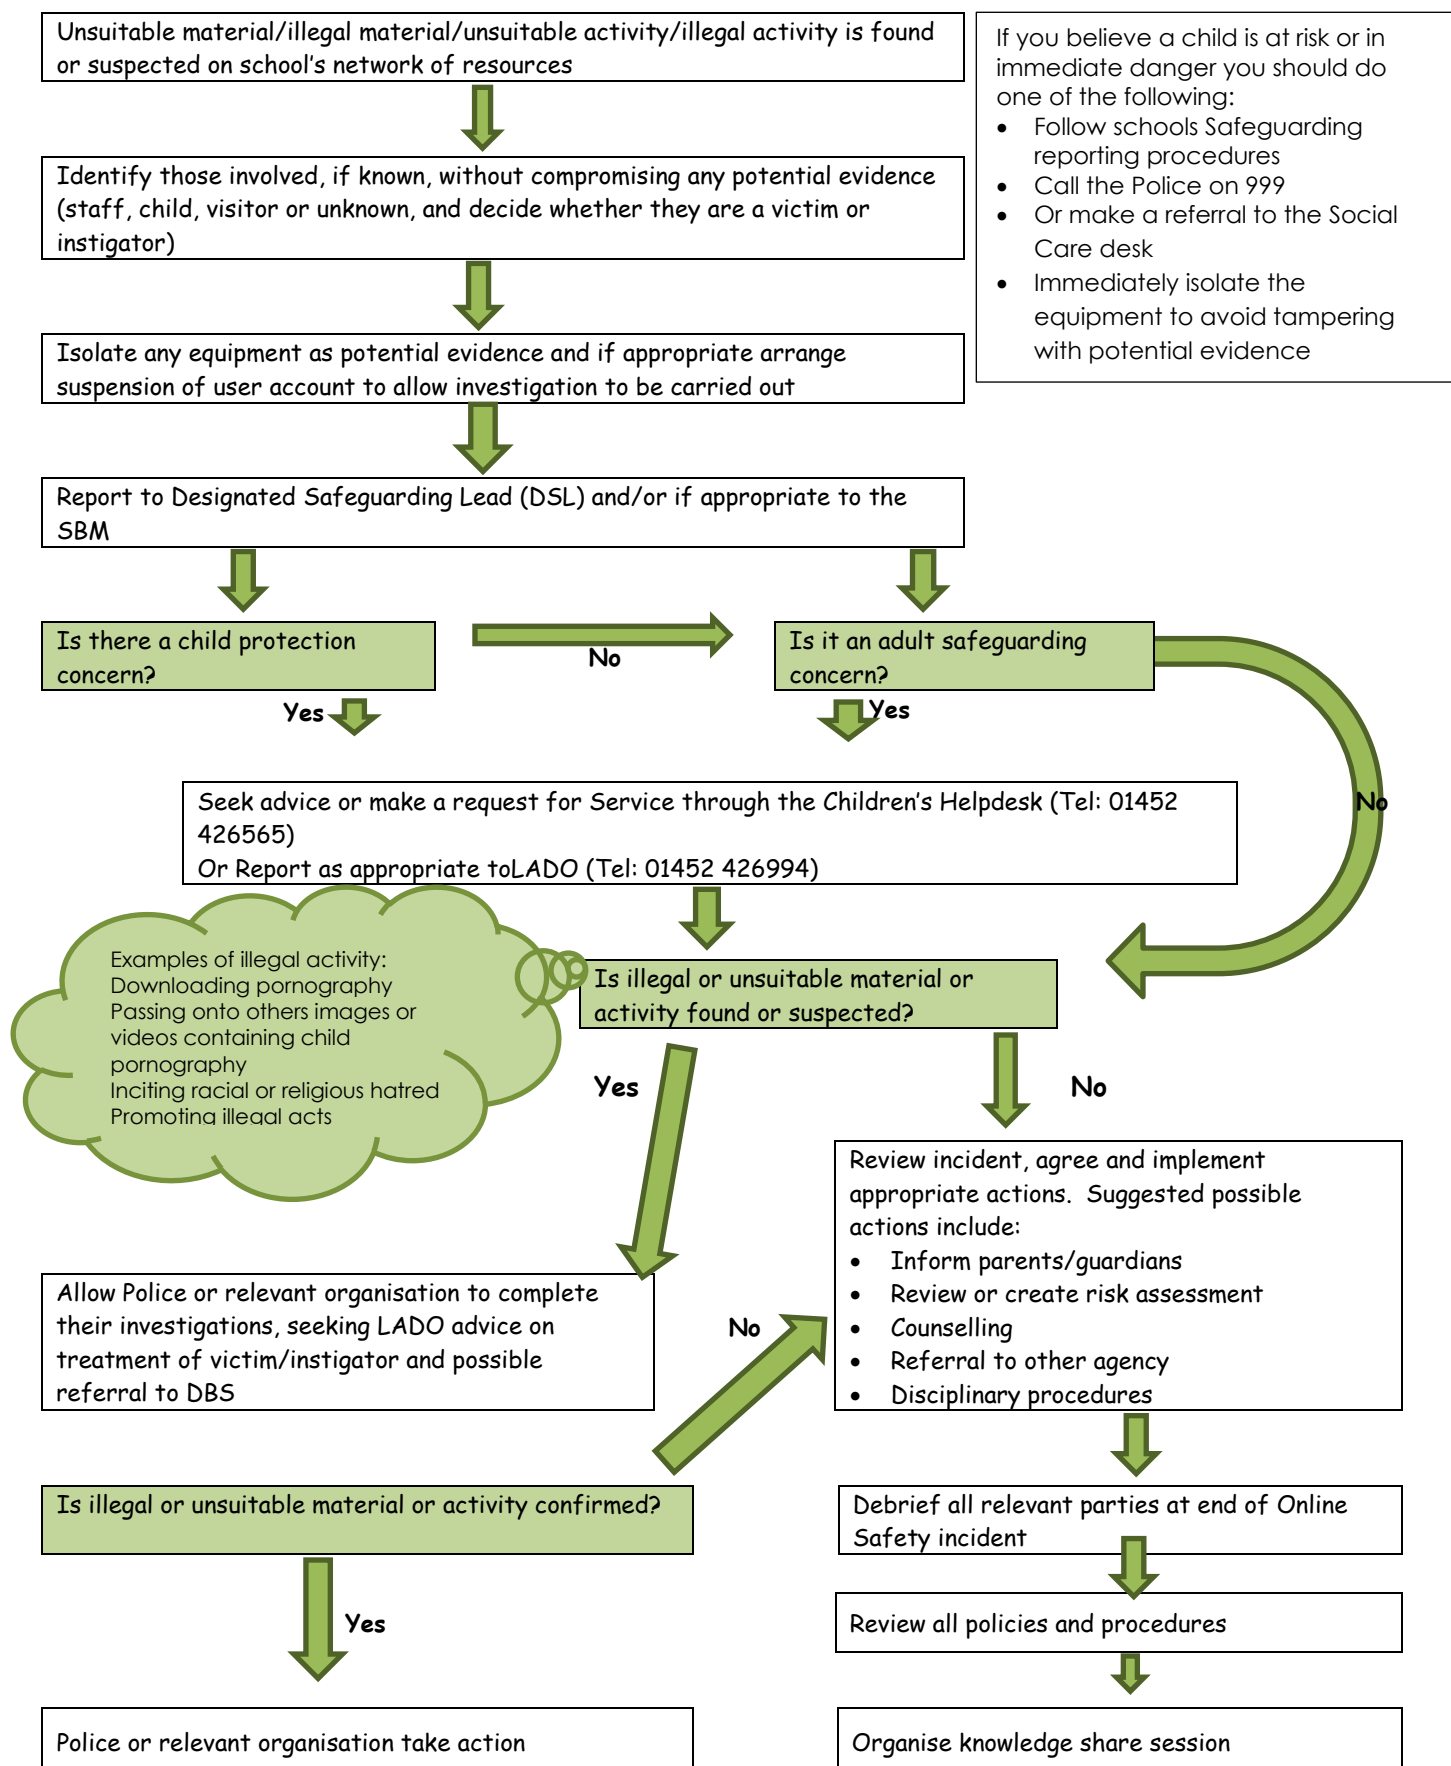 Unsuitable material/illegal material/unsuitable activity/illegal activity is found
or suspected on school's network of resources
If you believe a child is at risk or in
immediate danger you should do
one of the following:
• Follow schools Safeguarding
reporting procedures
• Call the Police on 999
• Or make a referral to the Social
Care desk
• Immediately isolate the
equipment to avoid tampering
with potential evidence
Identify those involved, if known, without compromising any potential evidence
(staff, child, visitor or unknown, and decide whether they are a victim or
instigator)
Isolate any equipment as potential evidence and if appropriate arrange
suspension of user account to allow investigation to be carried out
Report to Designated Safeguarding Lead (DSL) and/or if appropriate to the
SBM
Is there a child protection
concern?
No
Is it an adult safeguarding
concern?
Yes
Yes
No
Seek advice or make a request for Service through the Children's Helpdesk (Tel: 01452
426565)
Or Report as appropriate toLADO (Tel: 01452 426994)
Examples of illegal activity:
Downloading pornography
Passing onto others images or
videos containing child
pornography
Inciting racial or religious hatred
Promoting illegal acts
Is illegal or unsuitable material or
activity found or suspected?
Yes
No
Review incident, agree and implement
appropriate actions. Suggested possible
actions include:
• Inform parents/guardians
• Review or create risk assessment
• Counselling
• Referral to other agency
• Disciplinary procedures
Allow Police or relevant organisation to complete
their investigations, seeking LADO advice on
treatment of victim/instigator and possible
referral to DBS
No
Is illegal or unsuitable material or activity confirmed?
Debrief all relevant parties at end of Online
Safety incident
Yes
Review all policies and procedures
Police or relevant organisation take action
Organise knowledge share session